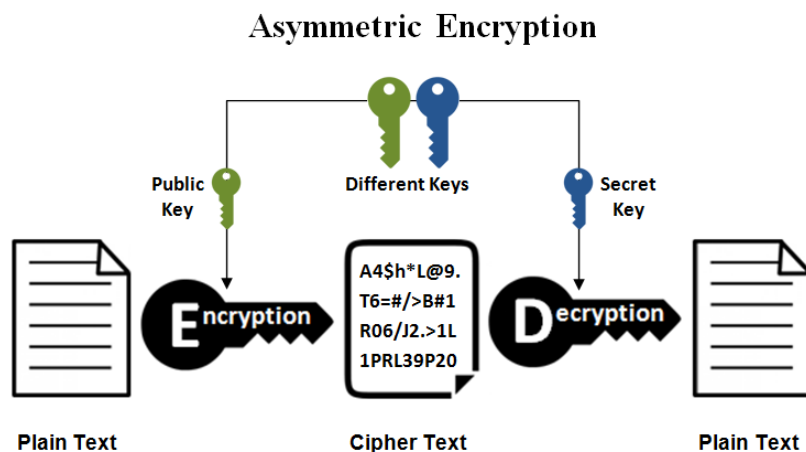 Asymmetric Encryption
Public
Key
Different Keys
Secret
Key
Encryption
A4$h*L@9.
T6=#/>B#1
R06/J2.>1L
1PRL39P20
Decryption
Plain Text
Cipher Text
Plain Text